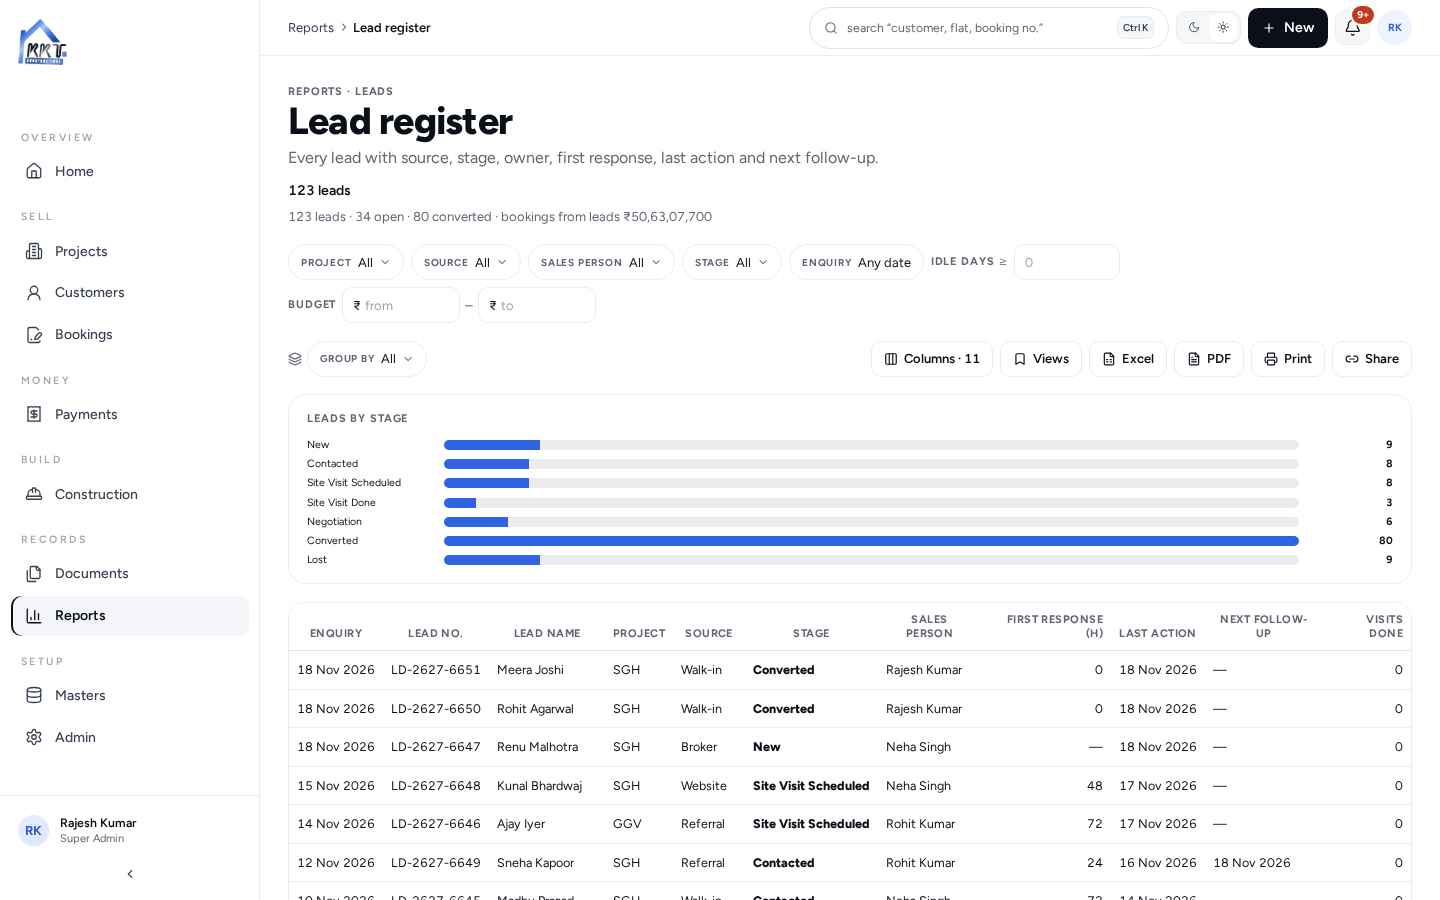 RKT
CONSTRUCTIONS
Reports > Lead register
search “customer, flat, booking no.”
Ctrl K
+ New
9+
RK
OVERVIEW
Home
SELL
Projects
Customers
Bookings
MONEY
Payments
BUILD
Construction
RECORDS
Documents
Reports
SETUP
Masters
Admin
RK
Rajesh Kumar
Super Admin
REPORTS · LEADS
Lead register
Every lead with source, stage, owner, first response, last action and next follow-up.
123 leads
123 leads · 34 open · 80 converted · bookings from leads ₹50,63,07,700
PROJECT All SOURCE All SALES PERSON All STAGE All ENQUIRY Any date IDLE DAYS ≥ 0
BUDGET ₹ from – ₹ to
GROUP BY All Columns · 11 Views Excel PDF Print Share
LEADS BY STAGE
New 9
Contacted 8
Site Visit Scheduled 8
Site Visit Done 3
Negotiation 6
Converted 80
Lost 9
ENQUIRY LEAD NO. LEAD NAME PROJECT SOURCE STAGE SALES PERSON FIRST RESPONSE (H) LAST ACTION NEXT FOLLOW-UP VISITS DONE
18 Nov 2026 LD-2627-6651 Meera Joshi SGH Walk-in Converted Rajesh Kumar 0 18 Nov 2026 — 0
18 Nov 2026 LD-2627-6650 Rohit Agarwal SGH Walk-in Converted Rajesh Kumar 0 18 Nov 2026 — 0
18 Nov 2026 LD-2627-6647 Renu Malhotra SGH Broker New Neha Singh — 18 Nov 2026 — 0
15 Nov 2026 LD-2627-6648 Kunal Bhardwaj SGH Website Site Visit Scheduled Neha Singh 48 17 Nov 2026 — 0
14 Nov 2026 LD-2627-6646 Ajay Iyer GGV Referral Site Visit Scheduled Rohit Kumar 72 17 Nov 2026 — 0
12 Nov 2026 LD-2627-6649 Sneha Kapoor SGH Referral Contacted Rohit Kumar 24 16 Nov 2026 18 Nov 2026 0